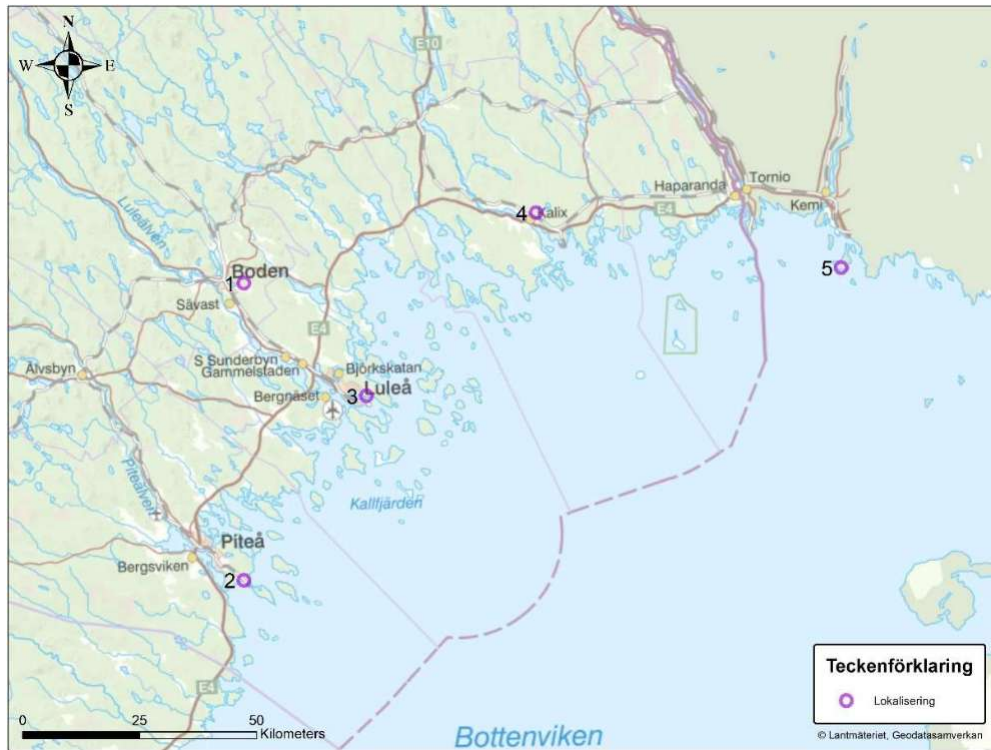 N
W E
S
E10
Luleälven
Tornio
Haparanda
Kemi
E4
4 Kalix
5
Boden
1
Sävast
E4
S Sunderbyn
Gammelstaden
Björkskatan
Älvsbyn
3 Luleå
Bergnäset
Piteälven
Kallfjärden
Piteå
Bergsviken
2
E4
Teckenförklaring
Lokalisering
0 25 50
Kilometers
Bottenviken
© Lantmäteriet, Geodatasamverkan